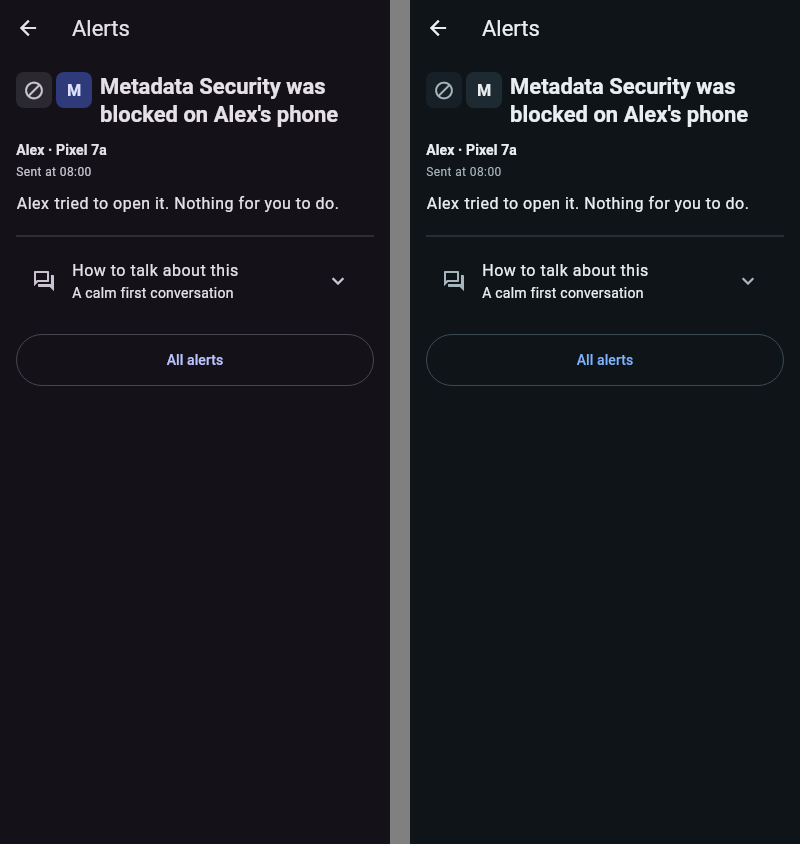 Alerts
M
Metadata Security was
blocked on Alex's phone
Alex · Pixel 7a
Sent at 08:00
Alex tried to open it. Nothing for you to do.
How to talk about this
A calm first conversation
All alerts
Alerts
M
Metadata Security was
blocked on Alex's phone
Alex · Pixel 7a
Sent at 08:00
Alex tried to open it. Nothing for you to do.
How to talk about this
A calm first conversation
All alerts